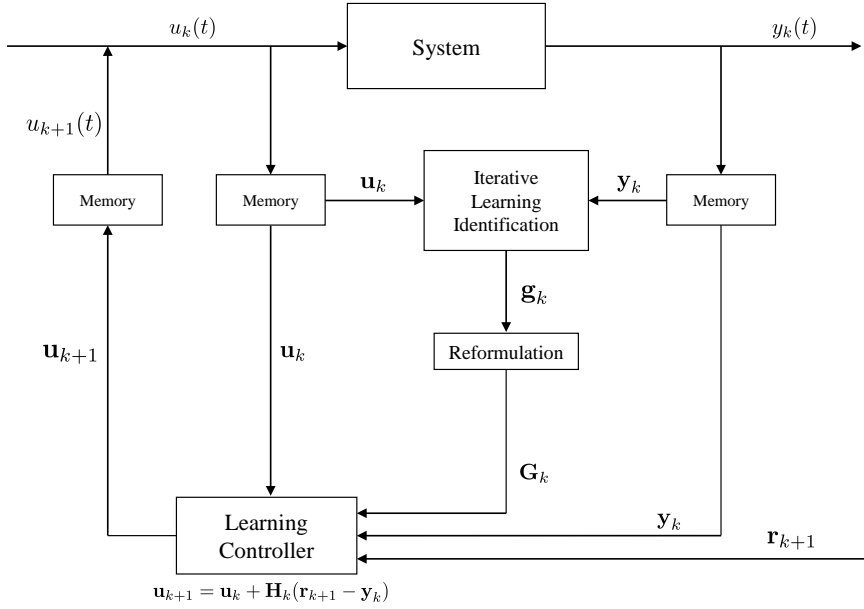 u_k(t)
System
y_k(t)
u_{k+1}(t)
Memory
Memory
𝐮_k
Iterative
Learning
Identification
𝐲_k
Memory
𝐠_k
Reformulation
𝐮_{k+1}
𝐮_k
𝐆_k
Learning
Controller
𝐲_k
𝐫_{k+1}
𝐮_{k+1} = 𝐮_k + 𝐇_k(𝐫_{k+1} − 𝐲_k)